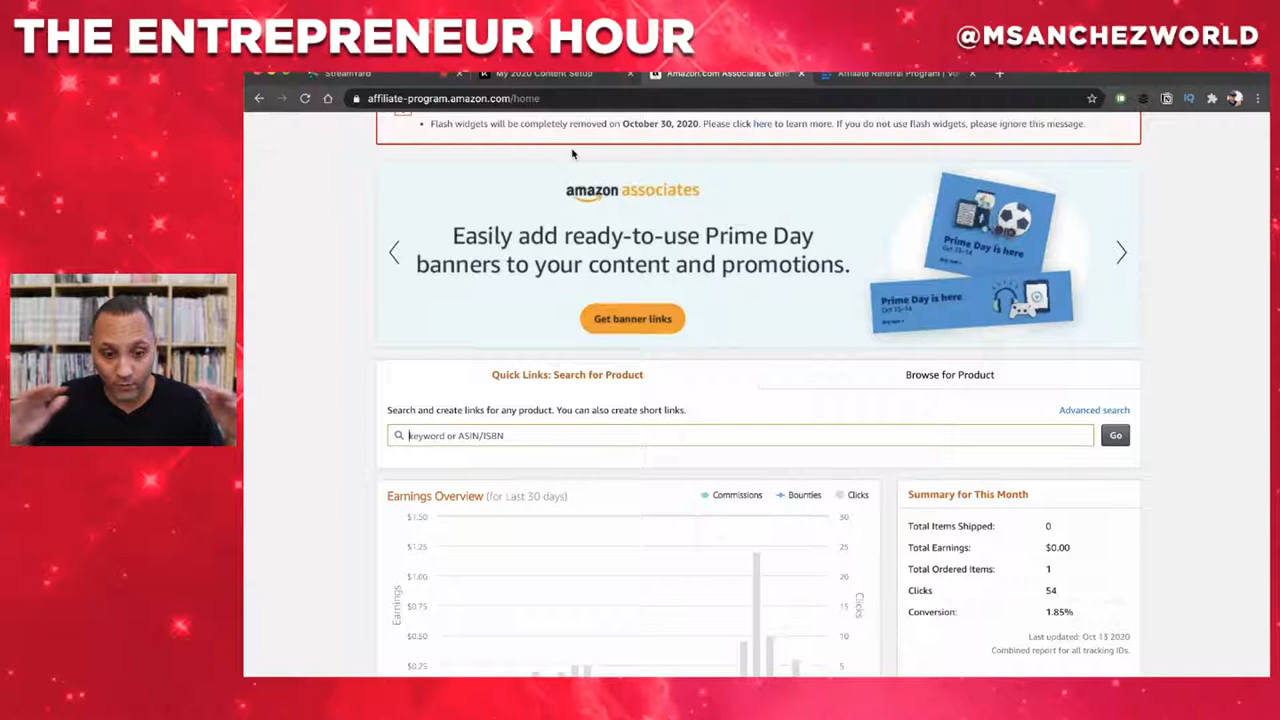 THE ENTREPRENEUR HOUR
@MSANCHEZWORLD
StreamYard
My 2020 Content Setup
Amazon.com Associates Cent
Affiliate Referral Program |
affiliate-program.amazon.com/home
Flash widgets will be completely removed on October 30, 2020. Please click here to learn more. If you do not use flash widgets, please ignore this message.
amazon associates
Easily add ready-to-use Prime Day
banners to your content and promotions.
Get banner links
Prime Day is here
Oct 13-14
Prime Day is here
Oct 13-14
Quick Links: Search for Product
Browse for Product
Search and create links for any product. You can also create short links.
Advanced search
keyword or ASIN/ISBN
Go
Earnings Overview (for Last 30 days)
Commissions
Bounties
Clicks
$1.50
$1.25
$1.00
$0.75
$0.50
$0.25
Earnings
30
25
20
15
10
5
Clicks
Summary for This Month
Total Items Shipped: 0
Total Earnings: $0.00
Total Ordered Items: 1
Clicks 54
Conversion: 1.85%
Last updated: Oct 13 2020
Combined report for all tracking IDs.